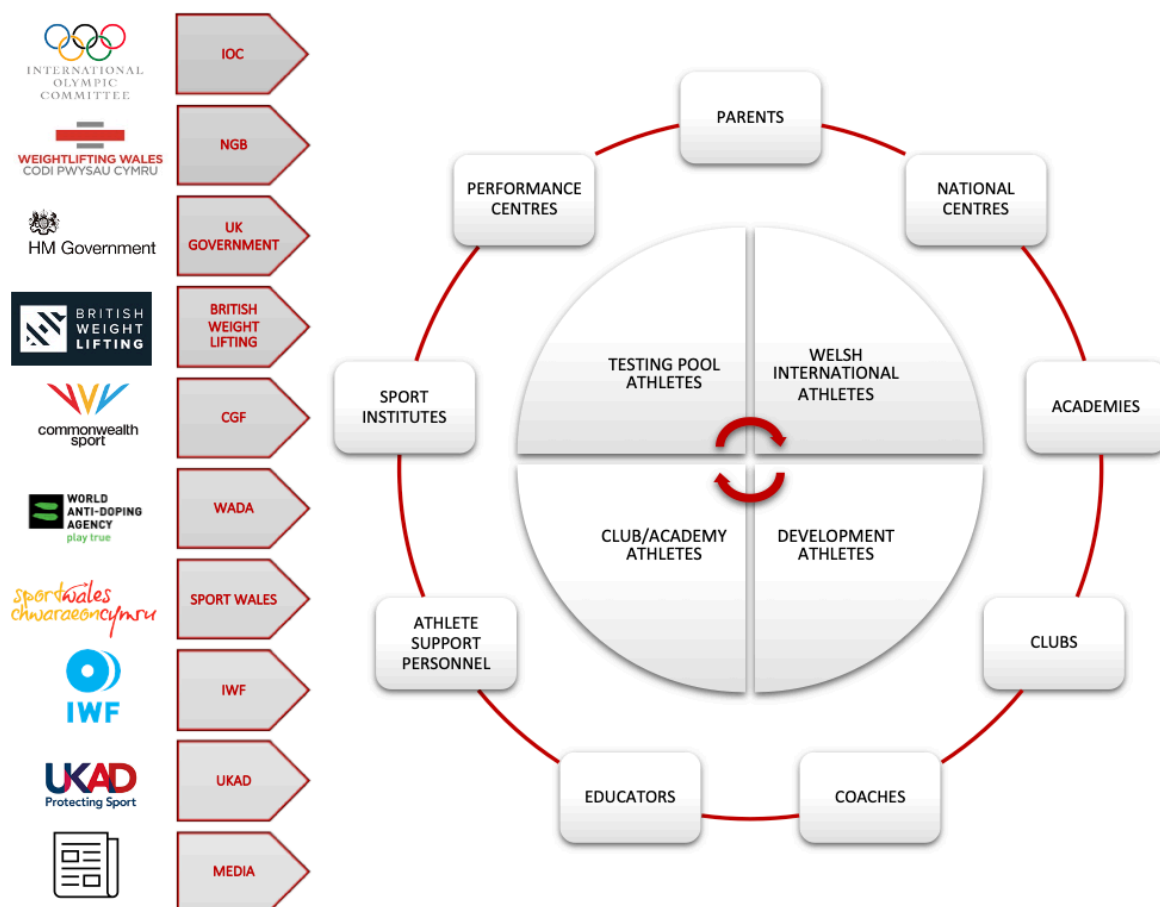 INTERNATIONAL
OLYMPIC
COMMITTEE
IOC
WEIGHTLIFTING WALES
CODI PWYSAU CYMRU
NGB
HM Government
UK
GOVERNMENT
BRITISH
WEIGHT
LIFTING
BRITISH
WEIGHT
LIFTING
commonwealth
sport
CGF
WORLD
ANTI-DOPING
AGENCY
play true
WADA
sportwales
chwaraeoncymru
SPORT WALES
IWF
IWF
UKAD
Protecting Sport
UKAD
MEDIA
PARENTS
NATIONAL
CENTRES
ACADEMIES
CLUBS
COACHES
EDUCATORS
ATHLETE
SUPPORT
PERSONNEL
SPORT
INSTITUTES
PERFORMANCE
CENTRES
TESTING POOL
ATHLETES
WELSH
INTERNATIONAL
ATHLETES
CLUB/ACADEMY
ATHLETES
DEVELOPMENT
ATHLETES